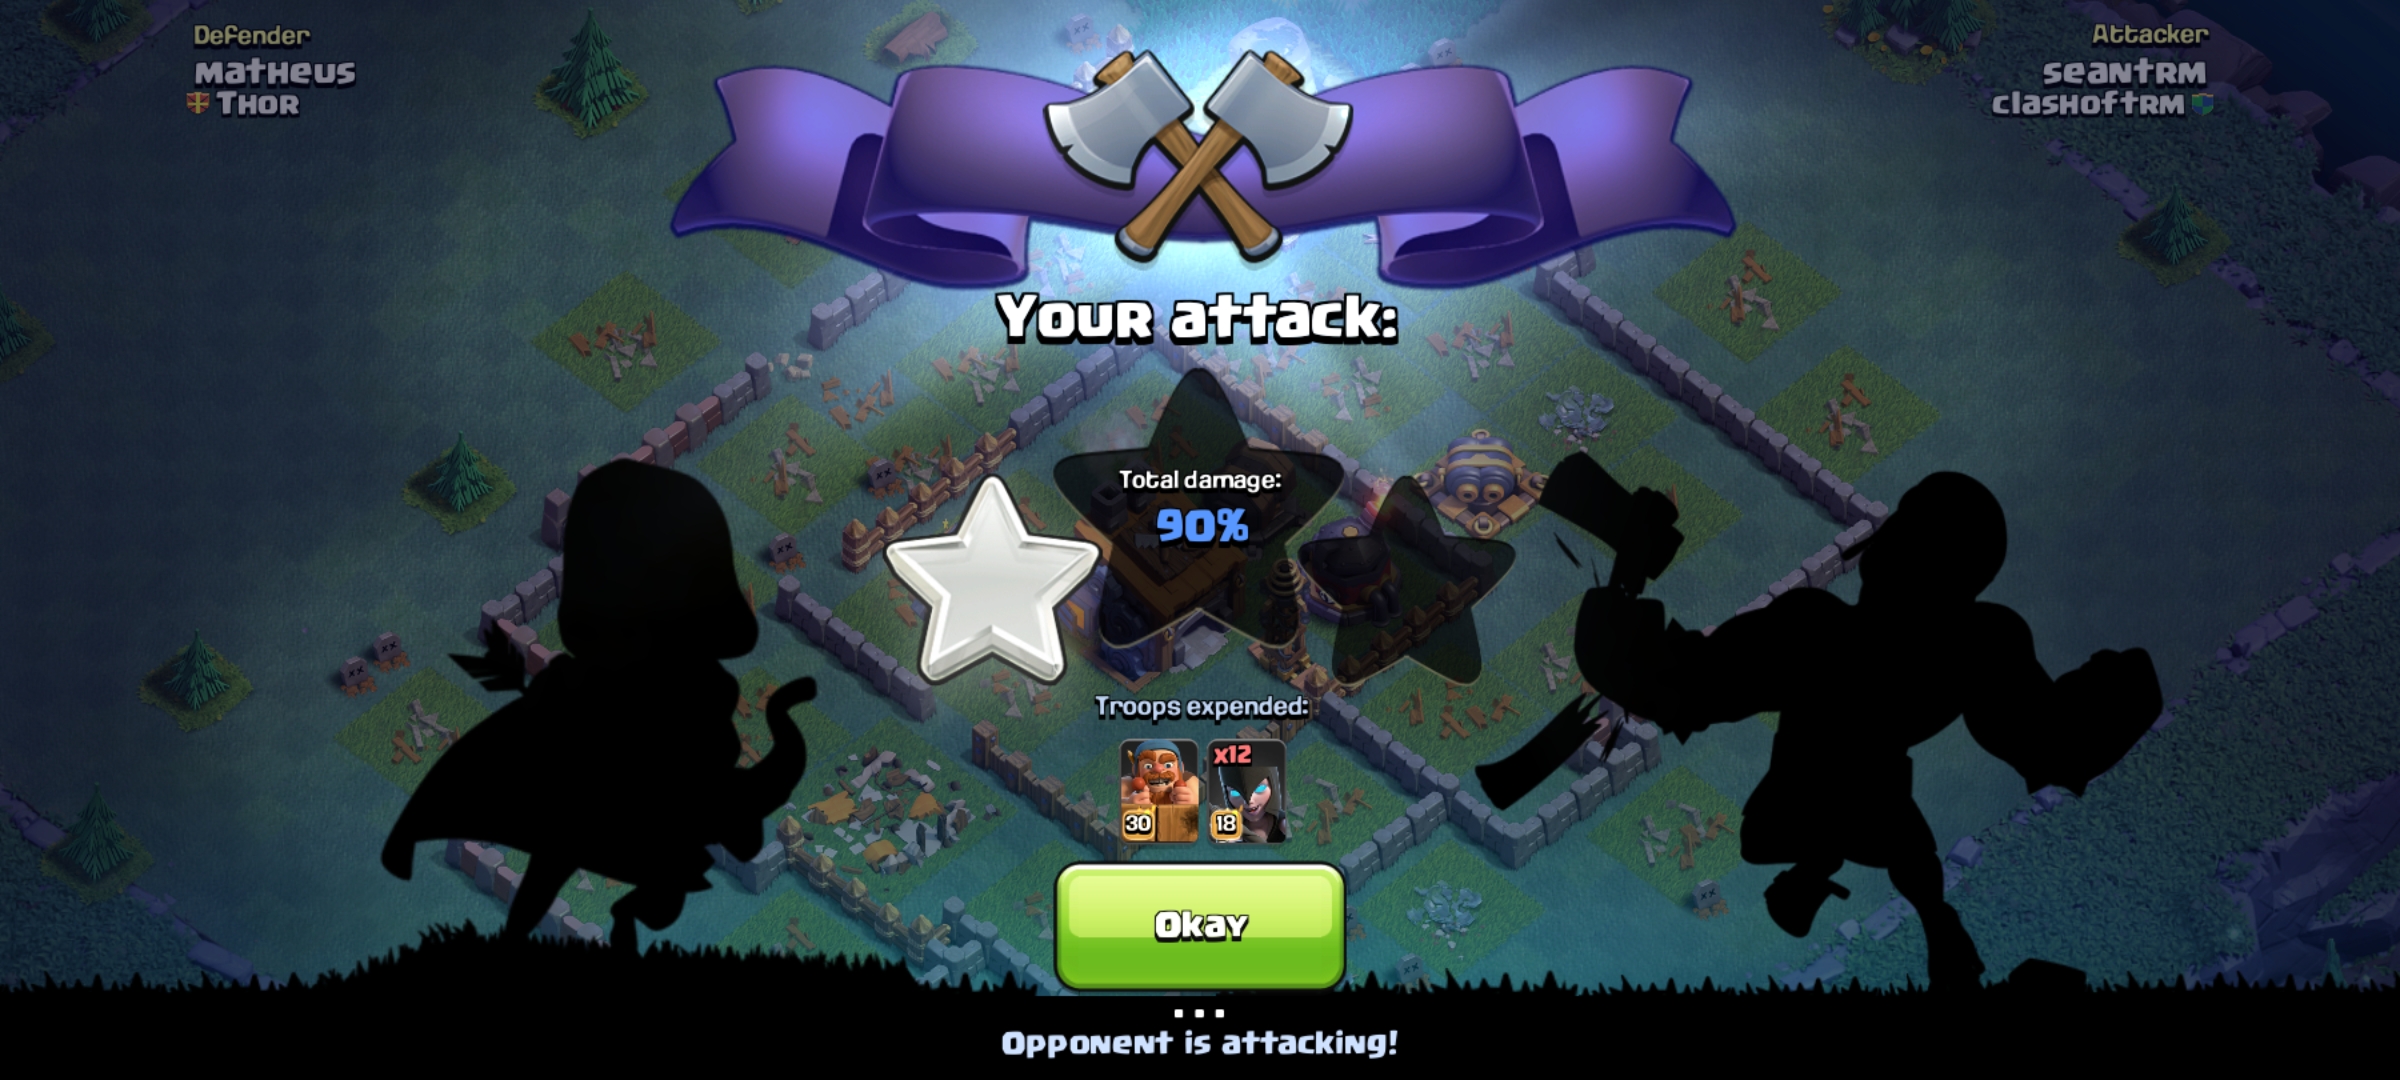 Defender
Matheus
Thor
Attacker
seantRM
clashoftRM
Your attack:
Total damage:
90%
Troops expended:
x12
30
18
Okay
...
Opponent is attacking!